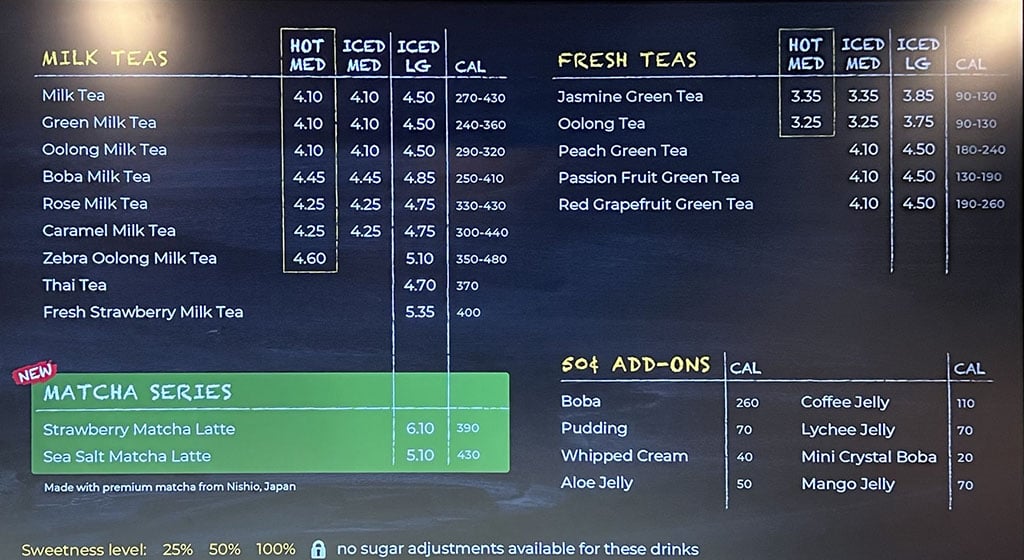 MILK TEAS HOT MED ICED MED ICED LG CAL
Milk Tea 4.10 4.10 4.50 270-430
Green Milk Tea 4.10 4.10 4.50 240-360
Oolong Milk Tea 4.10 4.10 4.50 290-320
Boba Milk Tea 4.45 4.45 4.85 250-410
Rose Milk Tea 4.25 4.25 4.75 330-430
Caramel Milk Tea 4.25 4.25 4.75 300-440
Zebra Oolong Milk Tea 4.60 5.10 350-480
Thai Tea 4.70 370
Fresh Strawberry Milk Tea 5.35 400
NEW
MATCHA SERIES
Strawberry Matcha Latte 6.10 390
Sea Salt Matcha Latte 5.10 430
Made with premium matcha from Nishio, Japan
FRESH TEAS HOT MED ICED MED ICED LG CAL
Jasmine Green Tea 3.35 3.35 3.85 90-130
Oolong Tea 3.25 3.25 3.75 90-130
Peach Green Tea 4.10 4.50 180-240
Passion Fruit Green Tea 4.10 4.50 130-190
Red Grapefruit Green Tea 4.10 4.50 190-260
50¢ ADD-ONS CAL CAL
Boba 260 Coffee Jelly 110
Pudding 70 Lychee Jelly 70
Whipped Cream 40 Mini Crystal Boba 20
Aloe Jelly 50 Mango Jelly 70
Sweetness level: 25% 50% 100% no sugar adjustments available for these drinks